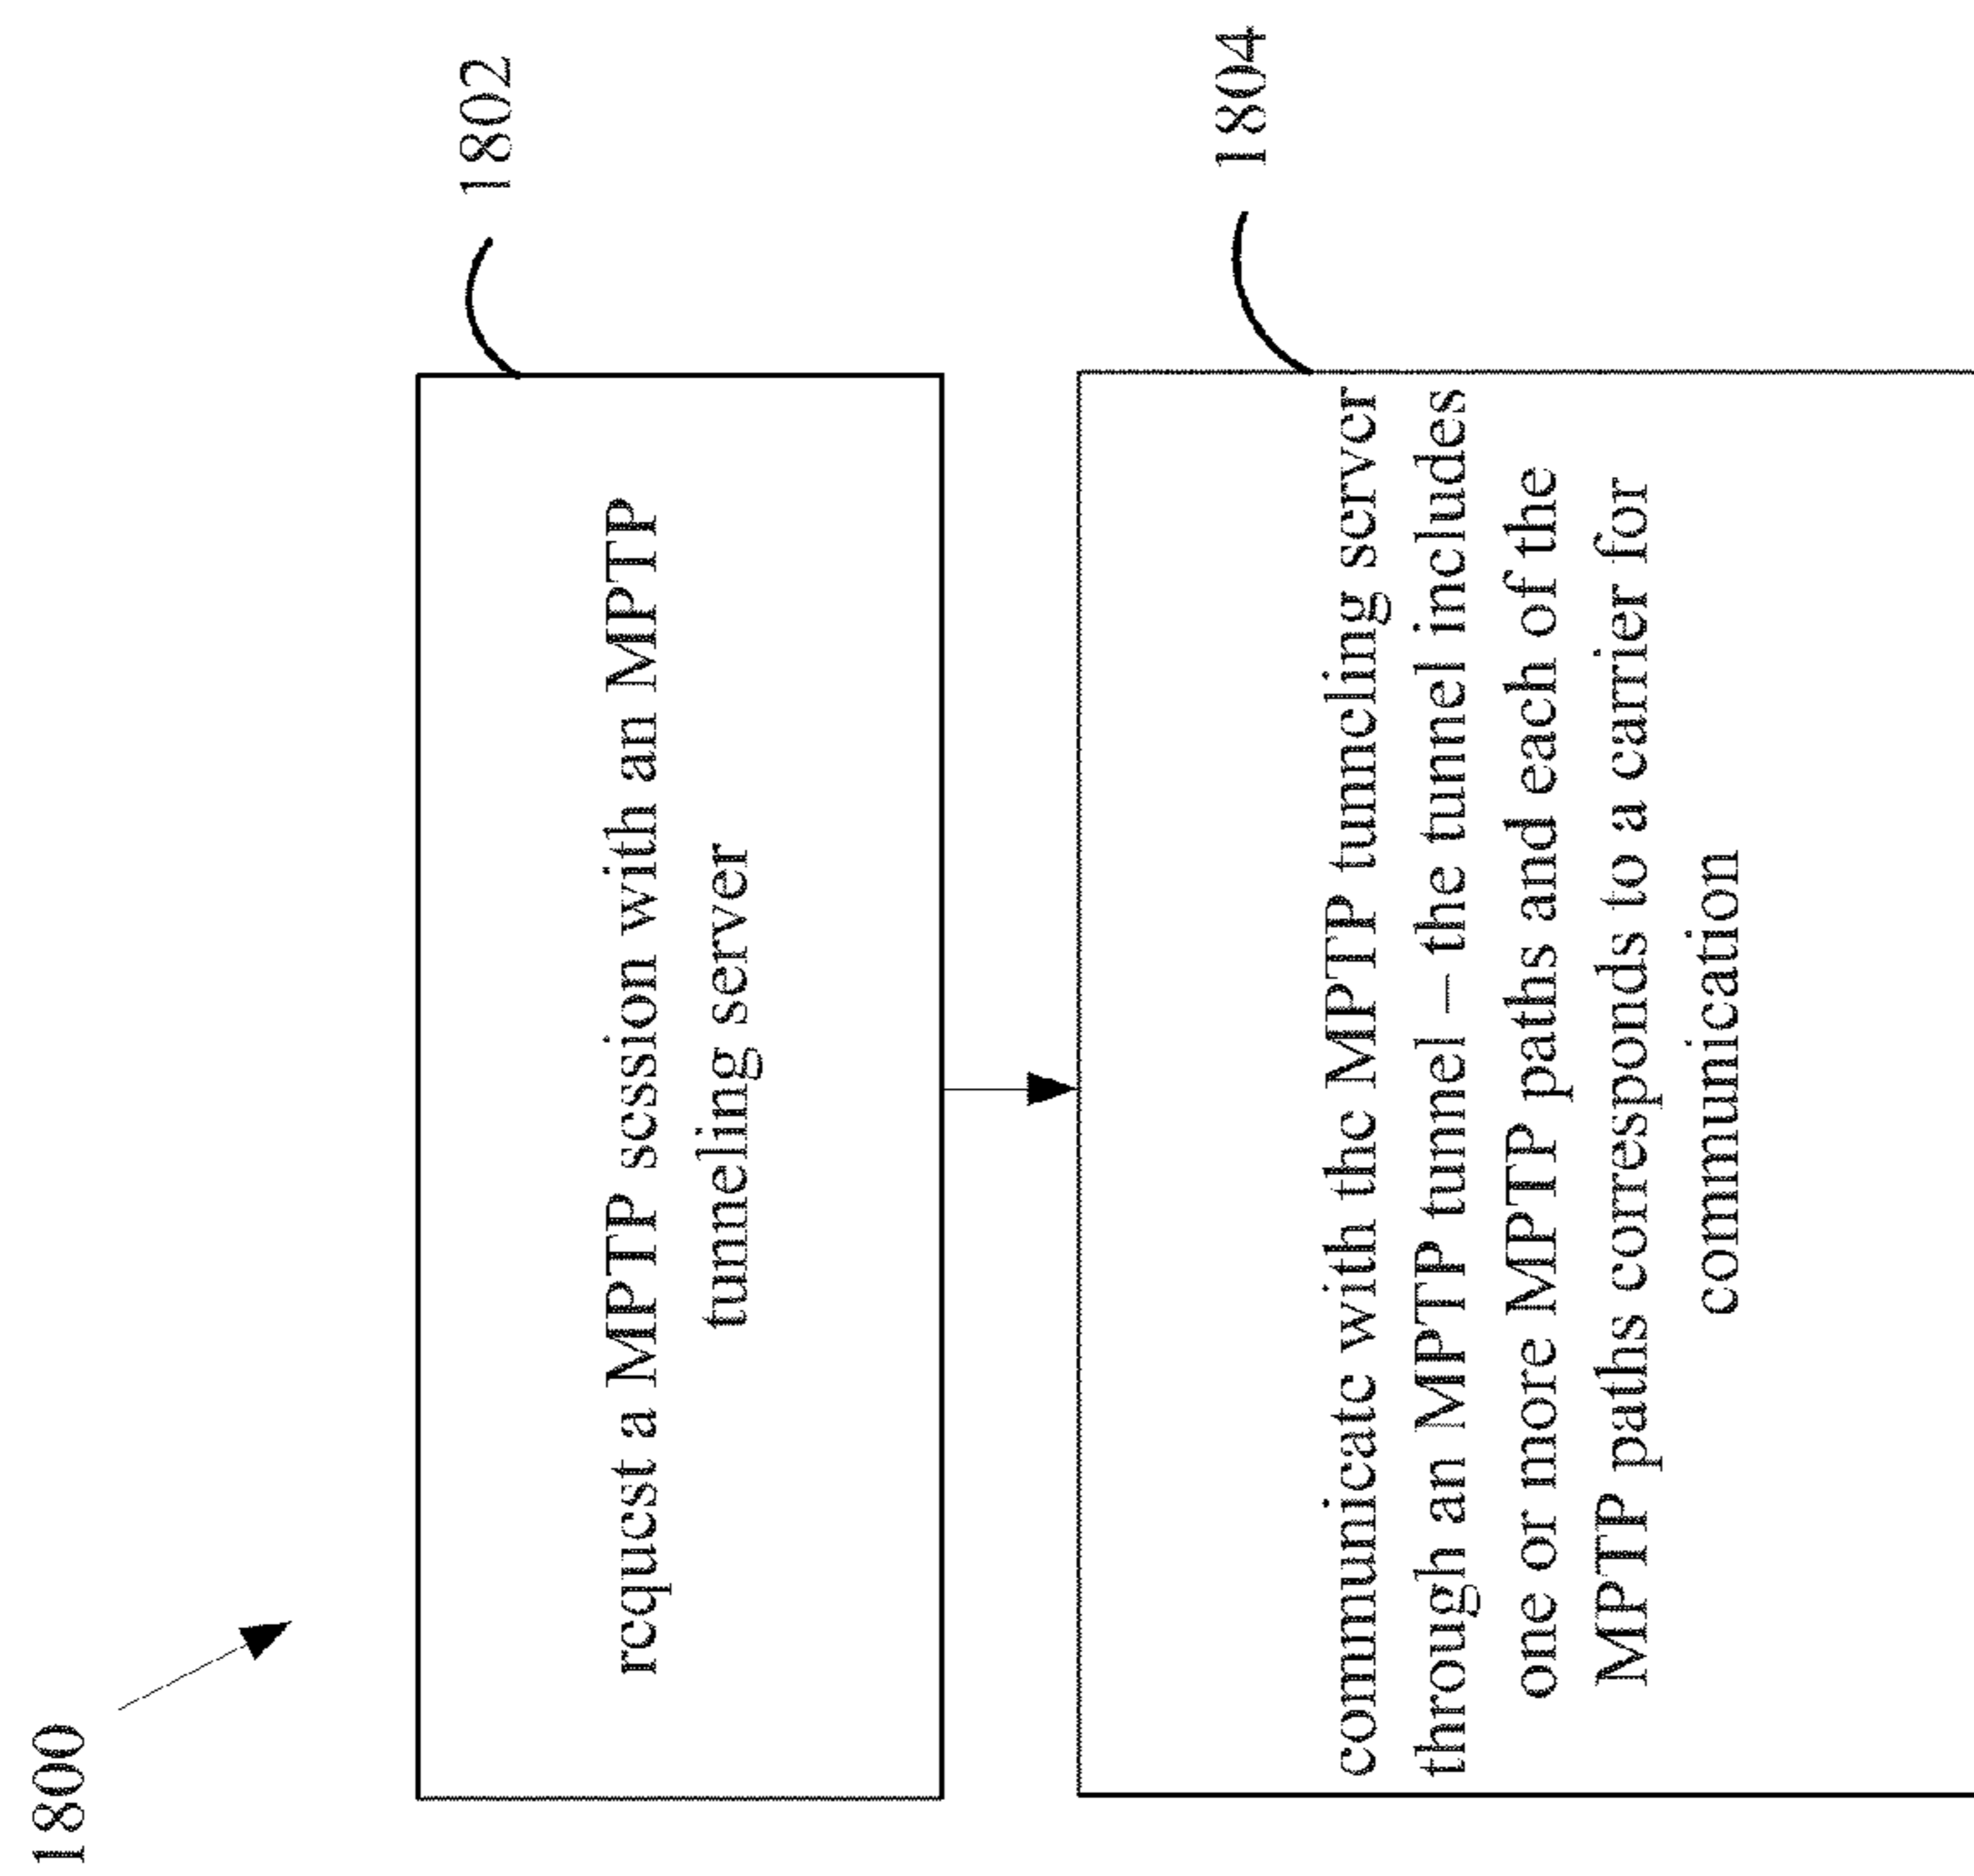 1800
1802
request a MPTP session with an MPTP
tunneling server
1804
communicate with the MPTP tunneling server
through an MPTP tunnel – the tunnel includes
one or more MPTP paths and each of the
MPTP paths corresponds to a carrier for
communication